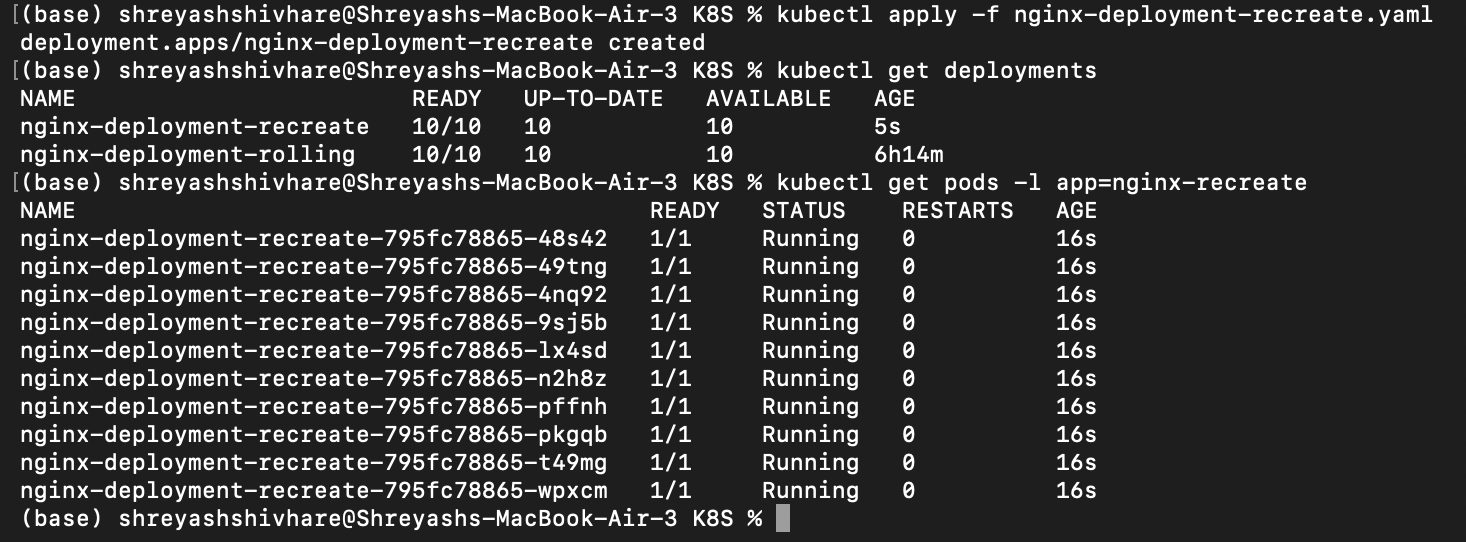 [(base) shreyashshivhare@Shreyashs-MacBook-Air-3 K8S % kubectl apply -f nginx-deployment-recreate.yaml
deployment.apps/nginx-deployment-recreate created
[(base) shreyashshivhare@Shreyashs-MacBook-Air-3 K8S % kubectl get deployments
NAME READY UP-TO-DATE AVAILABLE AGE
nginx-deployment-recreate 10/10 10 10 5s
nginx-deployment-rolling 10/10 10 10 6h14m
[(base) shreyashshivhare@Shreyashs-MacBook-Air-3 K8S % kubectl get pods -l app=nginx-recreate
NAME READY STATUS RESTARTS AGE
nginx-deployment-recreate-795fc78865-48s42 1/1 Running 0 16s
nginx-deployment-recreate-795fc78865-49tng 1/1 Running 0 16s
nginx-deployment-recreate-795fc78865-4nq92 1/1 Running 0 16s
nginx-deployment-recreate-795fc78865-9sj5b 1/1 Running 0 16s
nginx-deployment-recreate-795fc78865-lx4sd 1/1 Running 0 16s
nginx-deployment-recreate-795fc78865-n2h8z 1/1 Running 0 16s
nginx-deployment-recreate-795fc78865-pffnh 1/1 Running 0 16s
nginx-deployment-recreate-795fc78865-pkgqb 1/1 Running 0 16s
nginx-deployment-recreate-795fc78865-t49mg 1/1 Running 0 16s
nginx-deployment-recreate-795fc78865-wpxcm 1/1 Running 0 16s
(base) shreyashshivhare@Shreyashs-MacBook-Air-3 K8S %